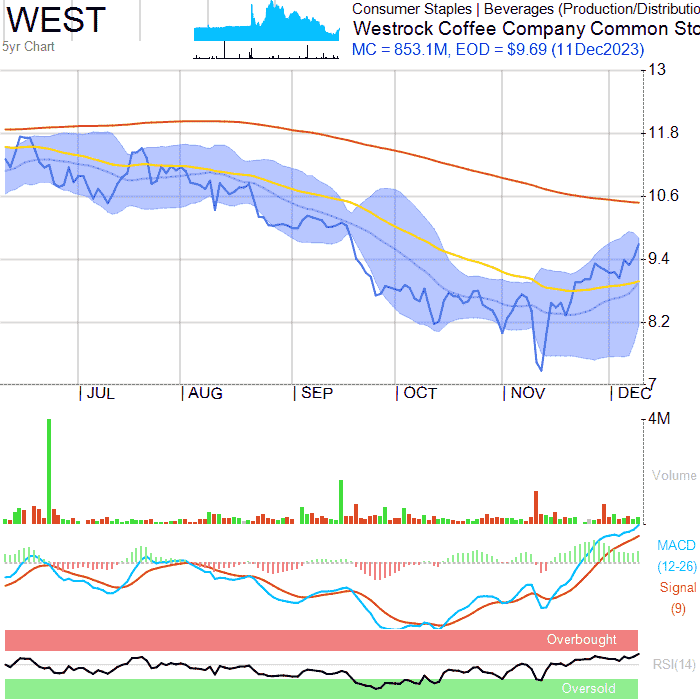 WEST
5yr Chart
Consumer Staples | Beverages (Production/Distributio
Westrock Coffee Company Common Sto
MC = 853.1M, EOD = $9.69 (11Dec2023)
13
11.8
10.6
9.4
8.2
7
JUL AUG SEP OCT NOV DEC
4M
Volume
MACD
(12-26)
Signal
(9)
Overbought
RSI(14)
Oversold